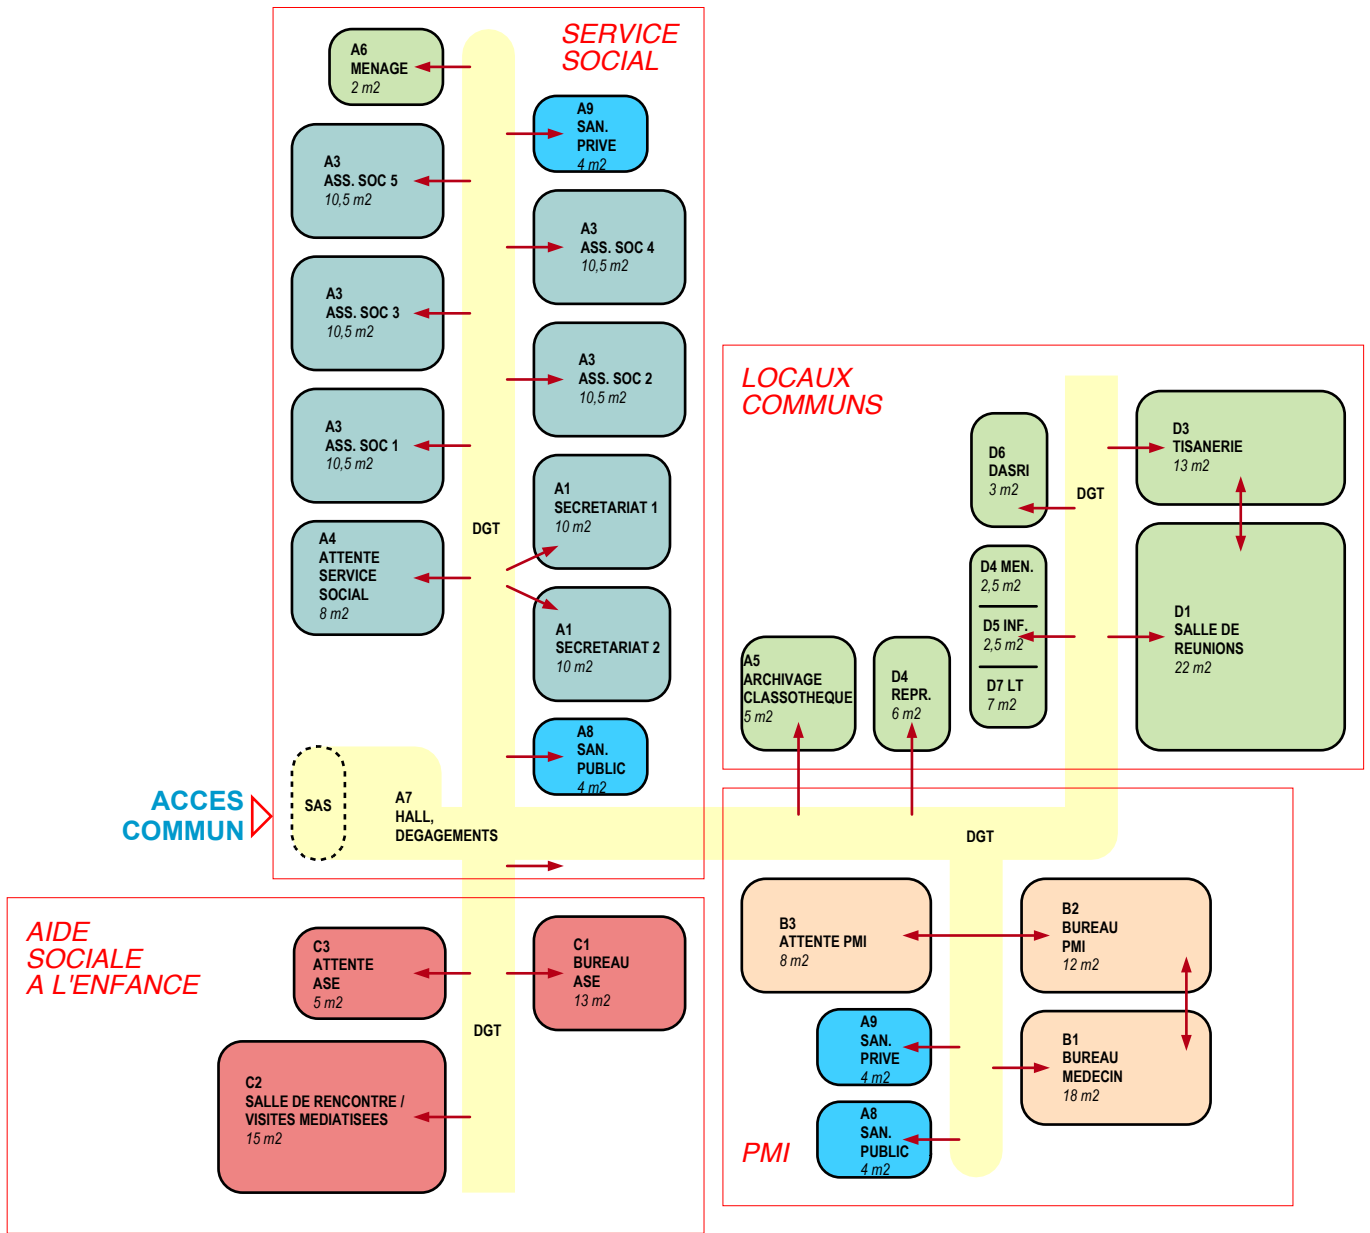 SERVICE
SOCIAL
A6
MENAGE
2 m2
A9
SAN.
PRIVE
4 m2
A3
ASS. SOC 5
10,5 m2
A3
ASS. SOC 4
10,5 m2
A3
ASS. SOC 3
10,5 m2
A3
ASS. SOC 2
10,5 m2
A3
ASS. SOC 1
10,5 m2
A1
SECRETARIAT 1
10 m2
DGT
A4
ATTENTE
SERVICE
SOCIAL
8 m2
A1
SECRETARIAT 2
10 m2
A8
SAN.
PUBLIC
4 m2
ACCES
COMMUN
SAS
A7
HALL,
DEGAGEMENTS
LOCAUX
COMMUNS
D3
TISANERIE
13 m2
D6
DASRI
3 m2
DGT
D4 MEN.
2,5 m2
D5 INF.
2,5 m2
D7 LT
7 m2
D1
SALLE DE
REUNIONS
22 m2
A5
ARCHIVAGE
CLASSOTHEQUE
5 m2
D4
REPR.
6 m2
DGT
AIDE
SOCIALE
A L'ENFANCE
C3
ATTENTE
ASE
5 m2
C1
BUREAU
ASE
13 m2
DGT
C2
SALLE DE RENCONTRE /
VISITES MEDIATISEES
15 m2
B3
ATTENTE PMI
8 m2
B2
BUREAU
PMI
12 m2
A9
SAN.
PRIVE
4 m2
B1
BUREAU
MEDECIN
18 m2
A8
SAN.
PUBLIC
4 m2
PMI